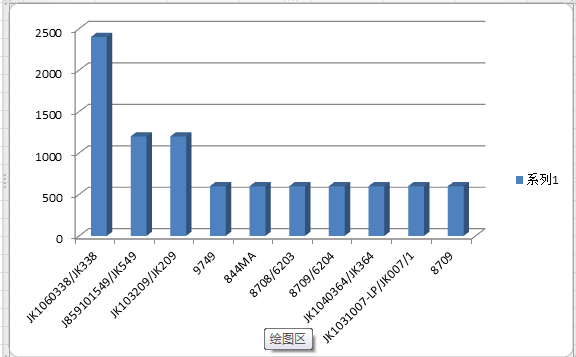 2500
2000
1500
1000
500
0
JK1060338/JK338
J859101549/JK549
JK103209/JK209
9749
844MA
8708/6203
8709/6204
JK1040364/JK364
JK1031007-LP/JK007/1
8709
系列1
绘图区